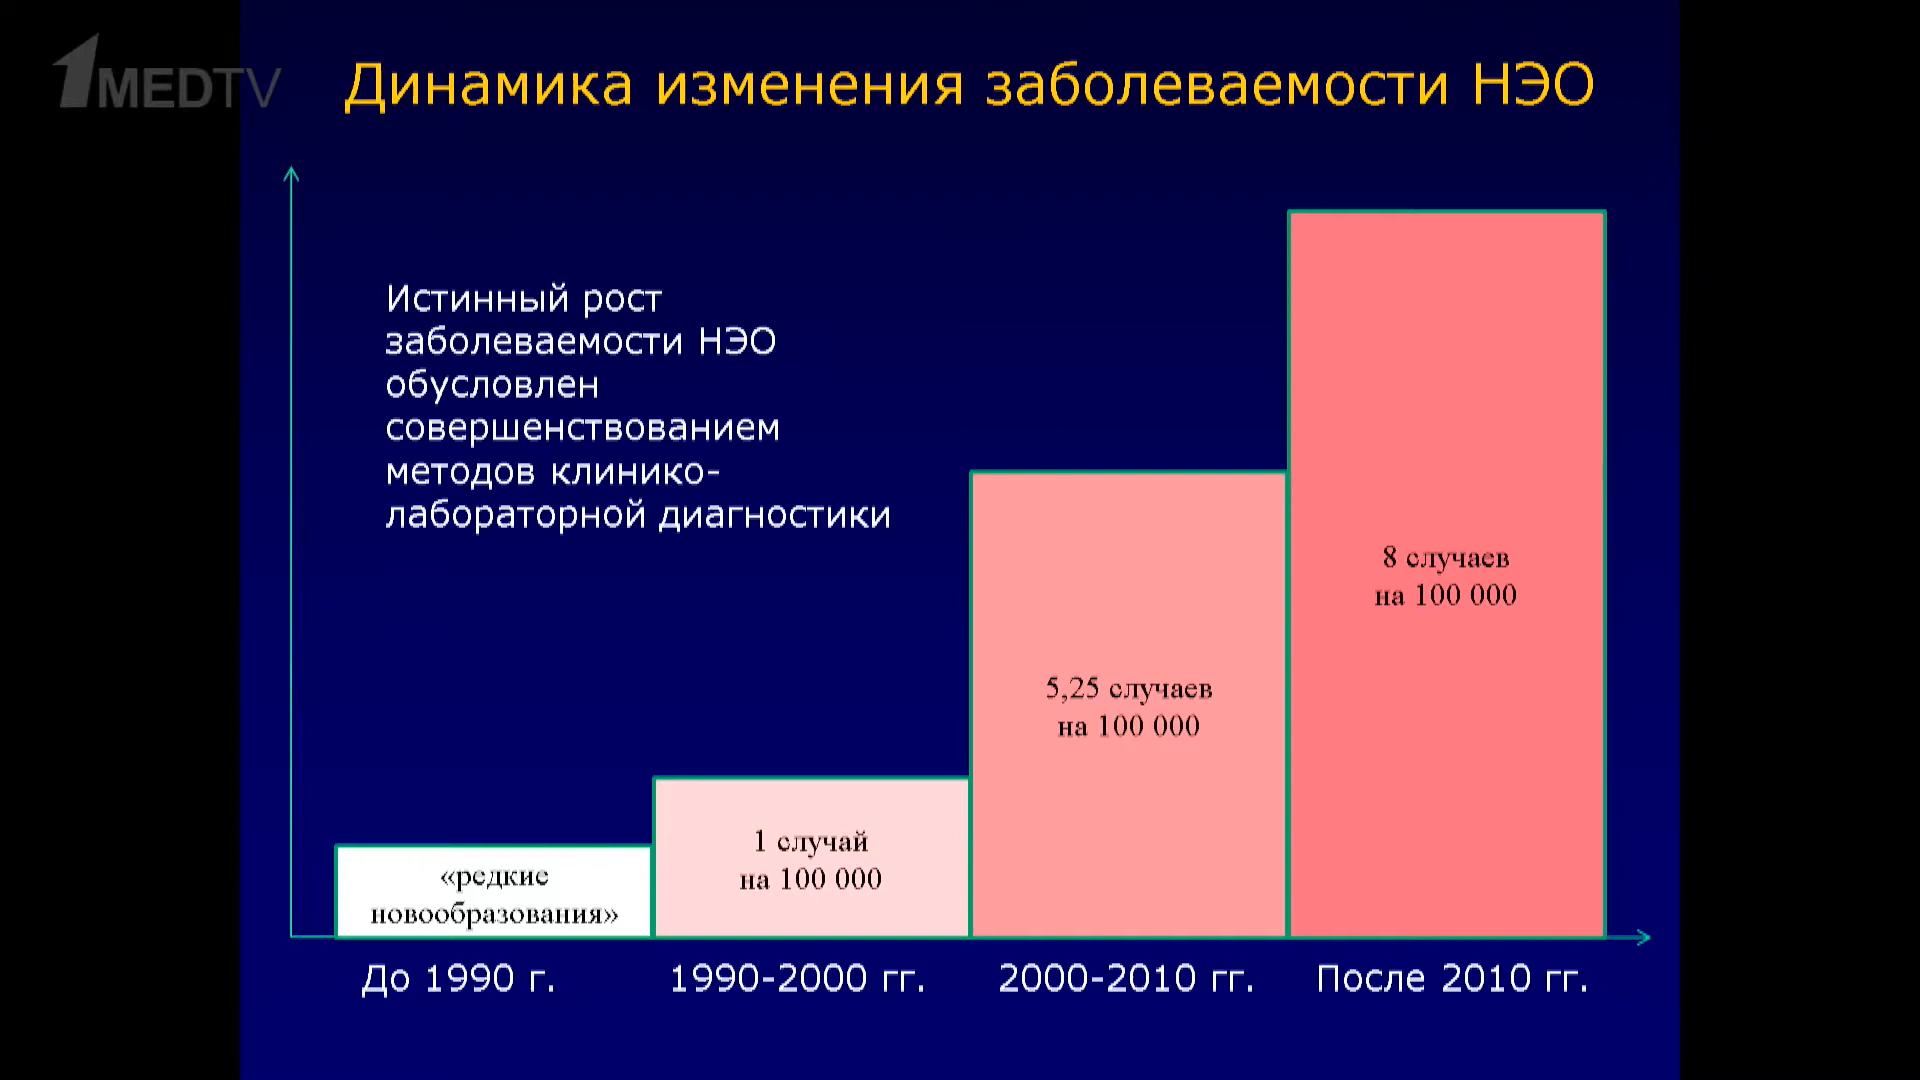 1MEDTV
Динамика изменения заболеваемости НЭО
Истинный рост
заболеваемости НЭО
обусловлен
совершенствованием
методов клинико-
лабораторной диагностики
«редкие
новообразования»
1 случай
на 100 000
5,25 случаев
на 100 000
8 случаев
на 100 000
До 1990 г.
1990-2000 гг.
2000-2010 гг.
После 2010 гг.